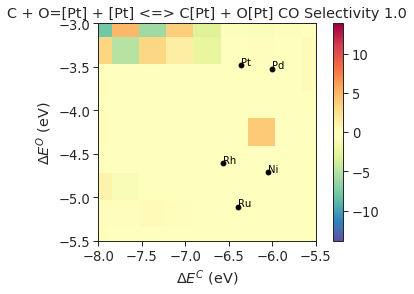 C + O=[Pt] + [Pt] <=> C[Pt] + O[Pt] CO Selectivity 1.0
−3.0
−3.5
−4.0
−4.5
−5.0
−5.5
ΔE^O (eV)
Pt
Pd
Rh
Ni
Ru
−8.0 −7.5 −7.0 −6.5 −6.0 −5.5
ΔE^C (eV)
10
5
0
−5
−10